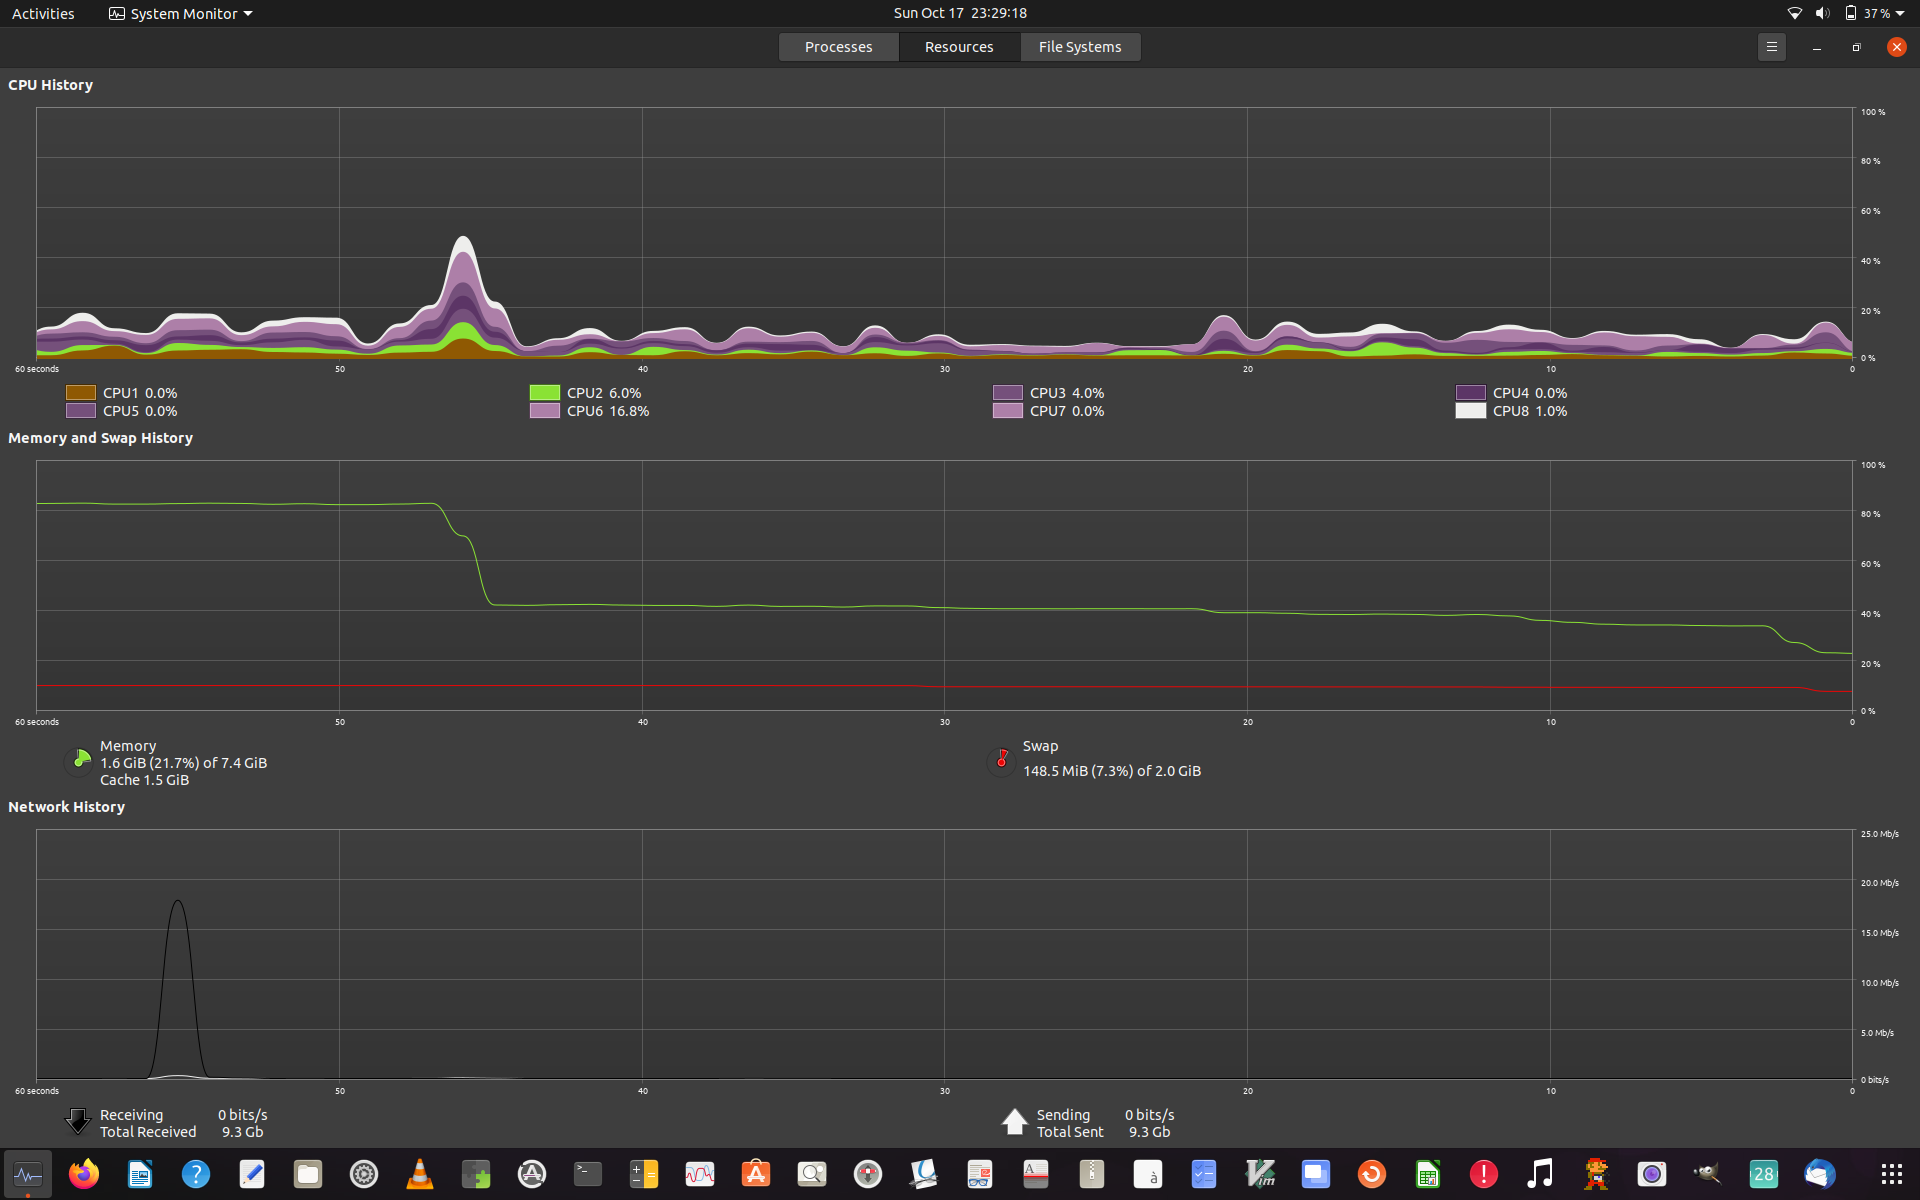 Activities System Monitor Sun Oct 17 23:29:18 37 %
Processes Resources File Systems
CPU History
100 %
80 %
60 %
40 %
20 %
0 %
60 seconds 50 40 30 20 10 0
CPU1 0.0% CPU2 6.0% CPU3 4.0% CPU4 0.0%
CPU5 0.0% CPU6 16.8% CPU7 0.0% CPU8 1.0%
Memory and Swap History
100 %
80 %
60 %
40 %
20 %
0 %
60 seconds 50 40 30 20 10 0
Memory
1.6 GiB (21.7%) of 7.4 GiB
Cache 1.5 GiB
Swap
148.5 MiB (7.3%) of 2.0 GiB
Network History
25.0 Mb/s
20.0 Mb/s
15.0 Mb/s
10.0 Mb/s
5.0 Mb/s
0 bits/s
60 seconds 50 40 30 20 10 0
Receiving 0 bits/s
Total Received 9.3 Gb
Sending 0 bits/s
Total Sent 9.3 Gb
? >_ A à Vim ! 28